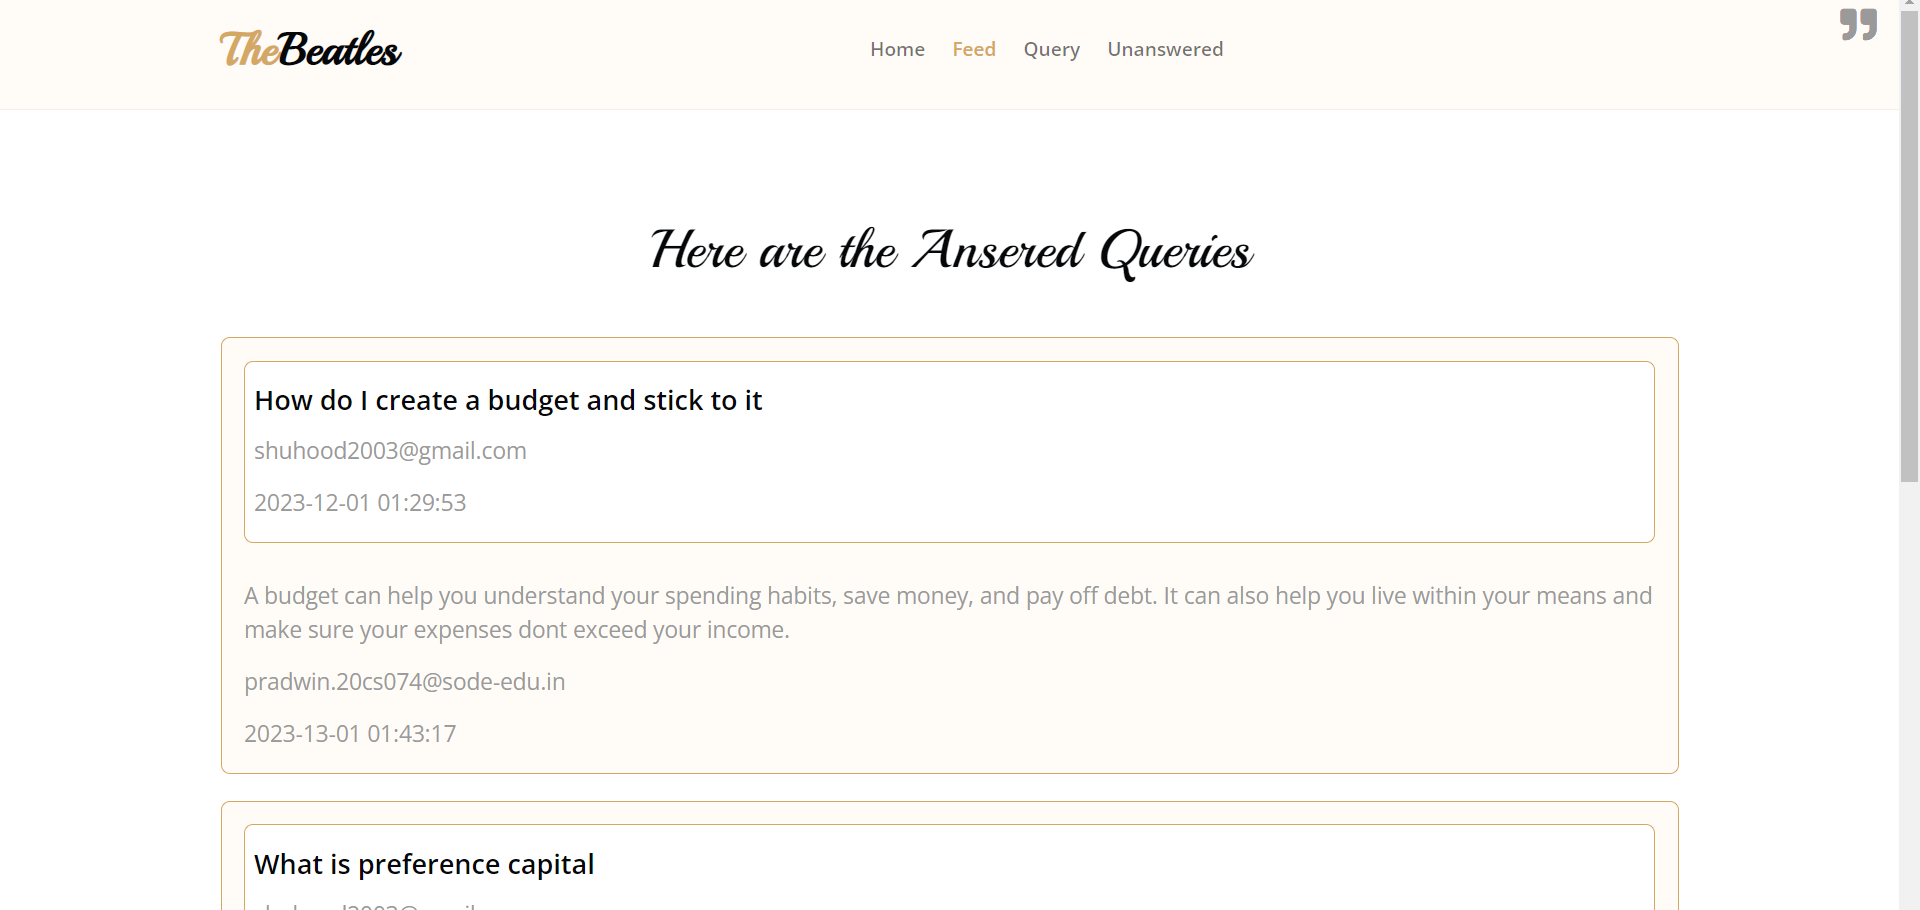 TheBeatles
Home Feed Query Unanswered
Here are the Ansered Queries
How do I create a budget and stick to it
shuhood2003@gmail.com
2023-12-01 01:29:53
A budget can help you understand your spending habits, save money, and pay off debt. It can also help you live within your means and
make sure your expenses dont exceed your income.
pradwin.20cs074@sode-edu.in
2023-13-01 01:43:17
What is preference capital